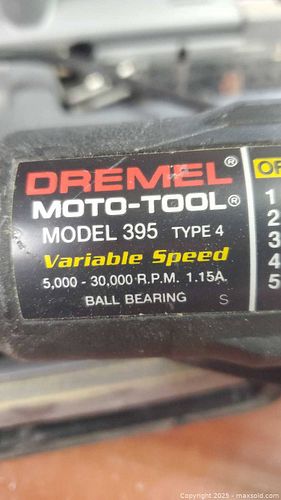 DREMEL®
MOTO-TOOL®
MODEL 395 TYPE 4
Variable Speed
5,000 - 30,000 R.P.M. 1.15A
BALL BEARING S
1
2
3
4
5
Copyright 2025 - maxsold.com